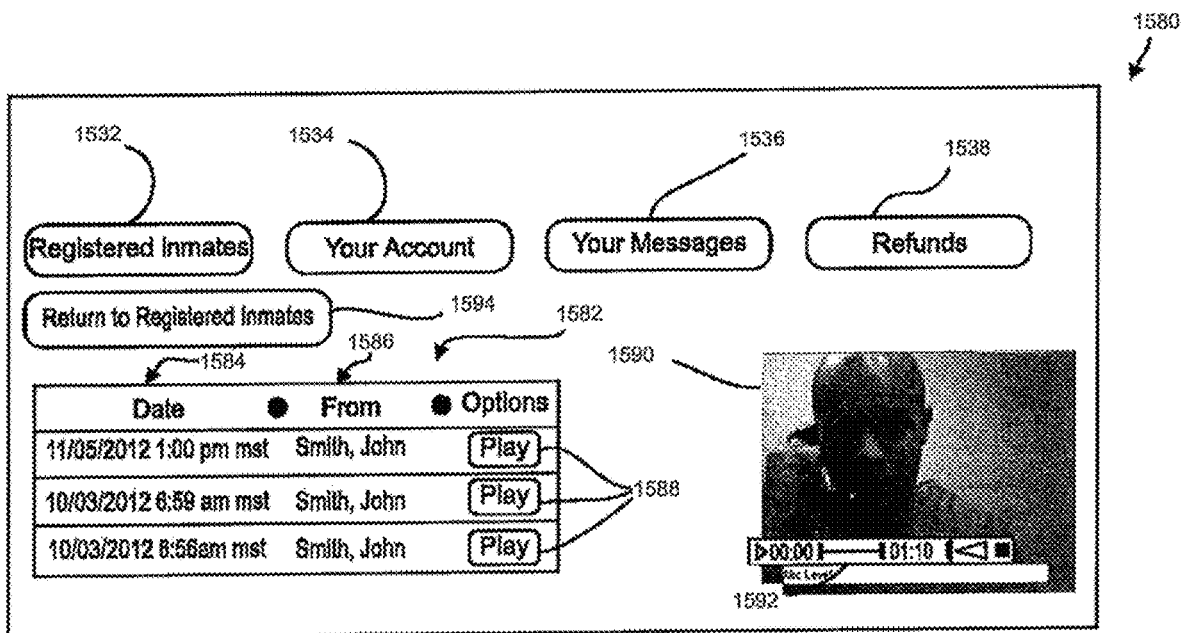 1580
1532 1534 1536 1538
Registered Inmates Your Account Your Messages Refunds
Return to Registered Inmates 1594 1582
1584 1586 1590
Date From Options
11/05/2012 1:00 pm mst Smith, John Play
10/03/2012 6:59 am mst Smith, John Play
1588
10/03/2012 6:56am mst Smith, John Play
00:00 01:10
Mic Level
1592